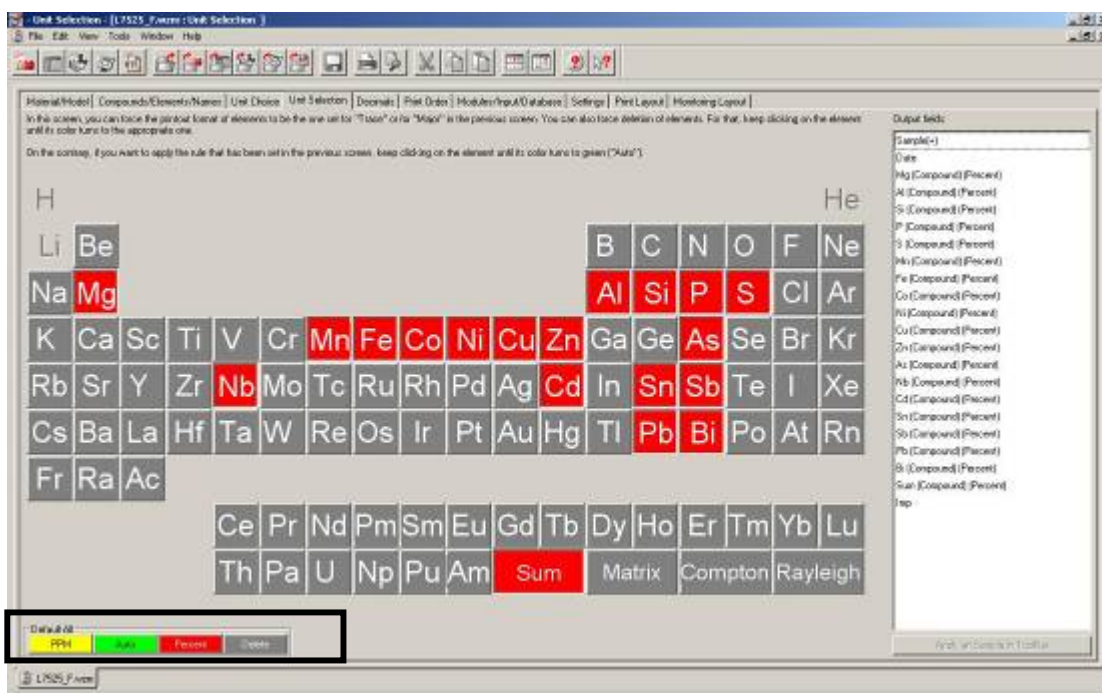 - Unit Selection - [L7525_F.wzm : Unit Selection ]
File Edit View Tools Window Help
Material/Model Compounds/Elements/Names Unit Choice Unit Selection Decimals Print Order Modules/Input/Database Settings Print Layout Monitoring Layout
In this screen, you can force the printout format of elements to be the one set for "Trace" or for "Major" in the previous screen. You can also force deletion of elements. For that, keep clicking on the element
until its color turns to the appropriate one.
On the contrary, if you want to apply the rule that has been set in the previous screen, keep clicking on the element until its color turns to green ("Auto").
H He
Li Be B C N O F Ne
Na Mg Al Si P S Cl Ar
K Ca Sc Ti V Cr Mn Fe Co Ni Cu Zn Ga Ge As Se Br Kr
Rb Sr Y Zr Nb Mo Tc Ru Rh Pd Ag Cd In Sn Sb Te I Xe
Cs Ba La Hf Ta W Re Os Ir Pt Au Hg Tl Pb Bi Po At Rn
Fr Ra Ac
Ce Pr Nd Pm Sm Eu Gd Tb Dy Ho Er Tm Yb Lu
Th Pa U Np Pu Am Sum Matrix Compton Rayleigh
Default All
PPM Auto Percent Delete
Output fields:
Sample(+)
Date
Mg (Compound) (Percent)
Al (Compound) (Percent)
Si (Compound) (Percent)
P (Compound) (Percent)
S (Compound) (Percent)
Mn (Compound) (Percent)
Fe (Compound) (Percent)
Co (Compound) (Percent)
Ni (Compound) (Percent)
Cu (Compound) (Percent)
Zn (Compound) (Percent)
As (Compound) (Percent)
Nb (Compound) (Percent)
Cd (Compound) (Percent)
Sn (Compound) (Percent)
Sb (Compound) (Percent)
Pb (Compound) (Percent)
Bi (Compound) (Percent)
Sum (Compound) (Percent)
Imp